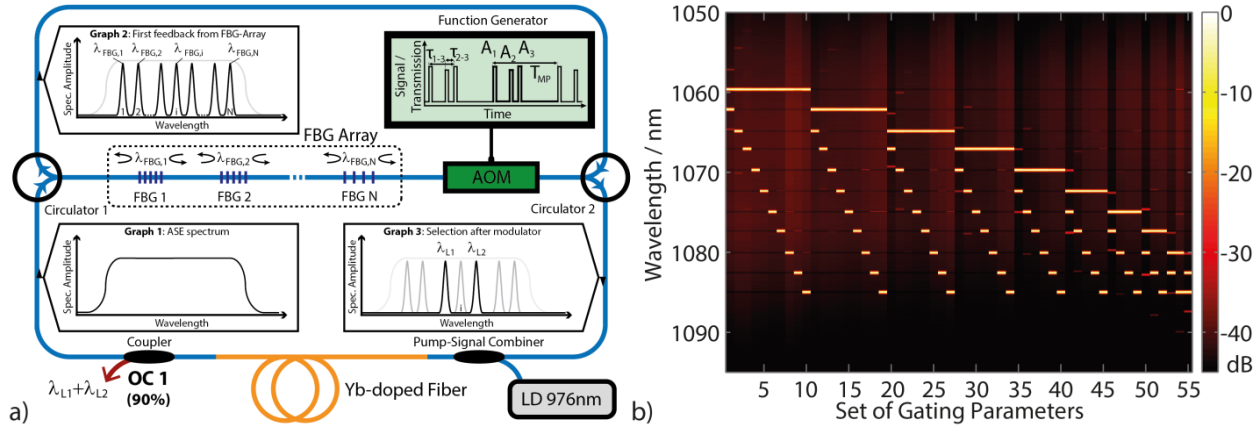 Graph 2: First feedback from FBG-Array
λFBG,1 λFBG,2 λFBG,i λFBG,N
Spec. Amplitude
1 2 ..... i ..... N
Wavelength
Function Generator
Signal /
Transmission
τ1-3 τ2-3 A1 A2 A3
TMP
Time
FBG Array
λFBG,1 λFBG,2 λFBG,N
FBG 1 FBG 2 FBG N
AOM
Circulator 1
Circulator 2
Graph 1: ASE spectrum
Spec. Amplitude
Wavelength
Graph 3: Selection after modulator
λL1 λL2
Spec. Amplitude
i
Wavelength
Coupler
Pump-Signal Combiner
λL1+λL2
OC 1
(90%)
Yb-doped Fiber
LD 976nm
a)
1050
1060
1070
1080
1090
Wavelength / nm
5 10 15 20 25 30 35 40 45 50 55
Set of Gating Parameters
0
-10
-20
-30
-40
dB
b)